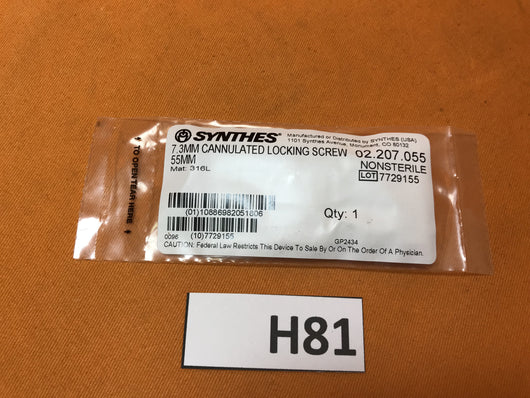 TO OPEN TEAR HERE
SYNTHES®
Manufactured or Distributed by SYNTHES (USA)
1101 Synthes Avenue, Monument, CO 80132
7.3MM CANNULATED LOCKING SCREW
55MM
02.207.055
Mat: 316L
NONSTERILE
LOT 7729155
(01)10886982051806
Qty: 1
0096
(10)7729155
GP2434
CAUTION: Federal Law Restricts This Device To Sale By Or On The Order Of A Physician.
H81